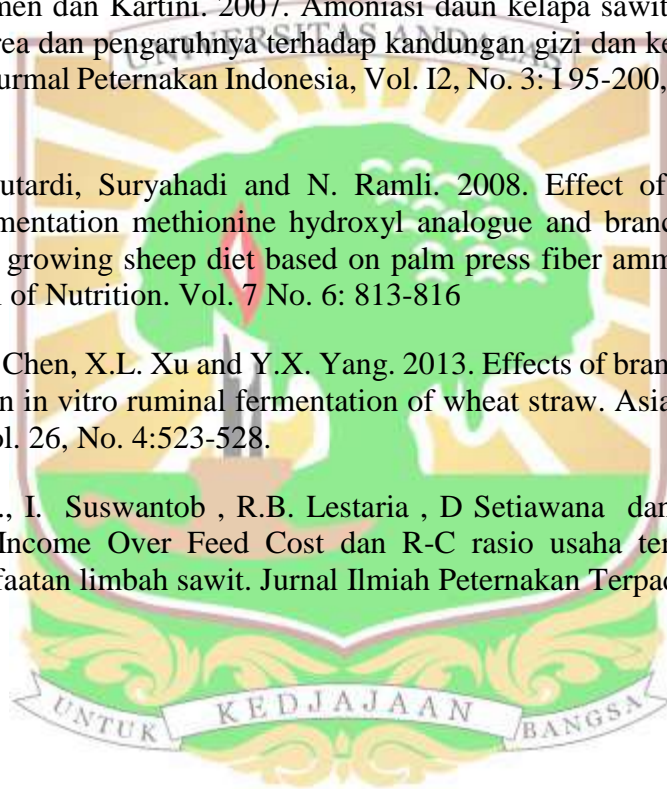 men dan Kartini. 2007. Amoniasi daun kelapa sawit
rea dan pengaruhnya terhadap kandungan gizi dan ke
UNIVERSITAS ANDALAS
urmal Peternakan Indonesia, Vol. I2, No. 3: I 95-200,
utardi, Suryahadi and N. Ramli. 2008. Effect of
mentation methionine hydroxyl analogue and branc
growing sheep diet based on palm press fiber amm
l of Nutrition. Vol. 7 No. 6: 813-816
Chen, X.L. Xu and Y.X. Yang. 2013. Effects of bran
n in vitro ruminal fermentation of wheat straw. Asia
ol. 26, No. 4:523-528.
., I. Suswantob , R.B. Lestaria , D Setiawana dan
Income Over Feed Cost dan R-C rasio usaha ter
faatan limbah sawit. Jurnal Ilmiah Peternakan Terpad
UNTUK KEDJAJAAN BANGSA